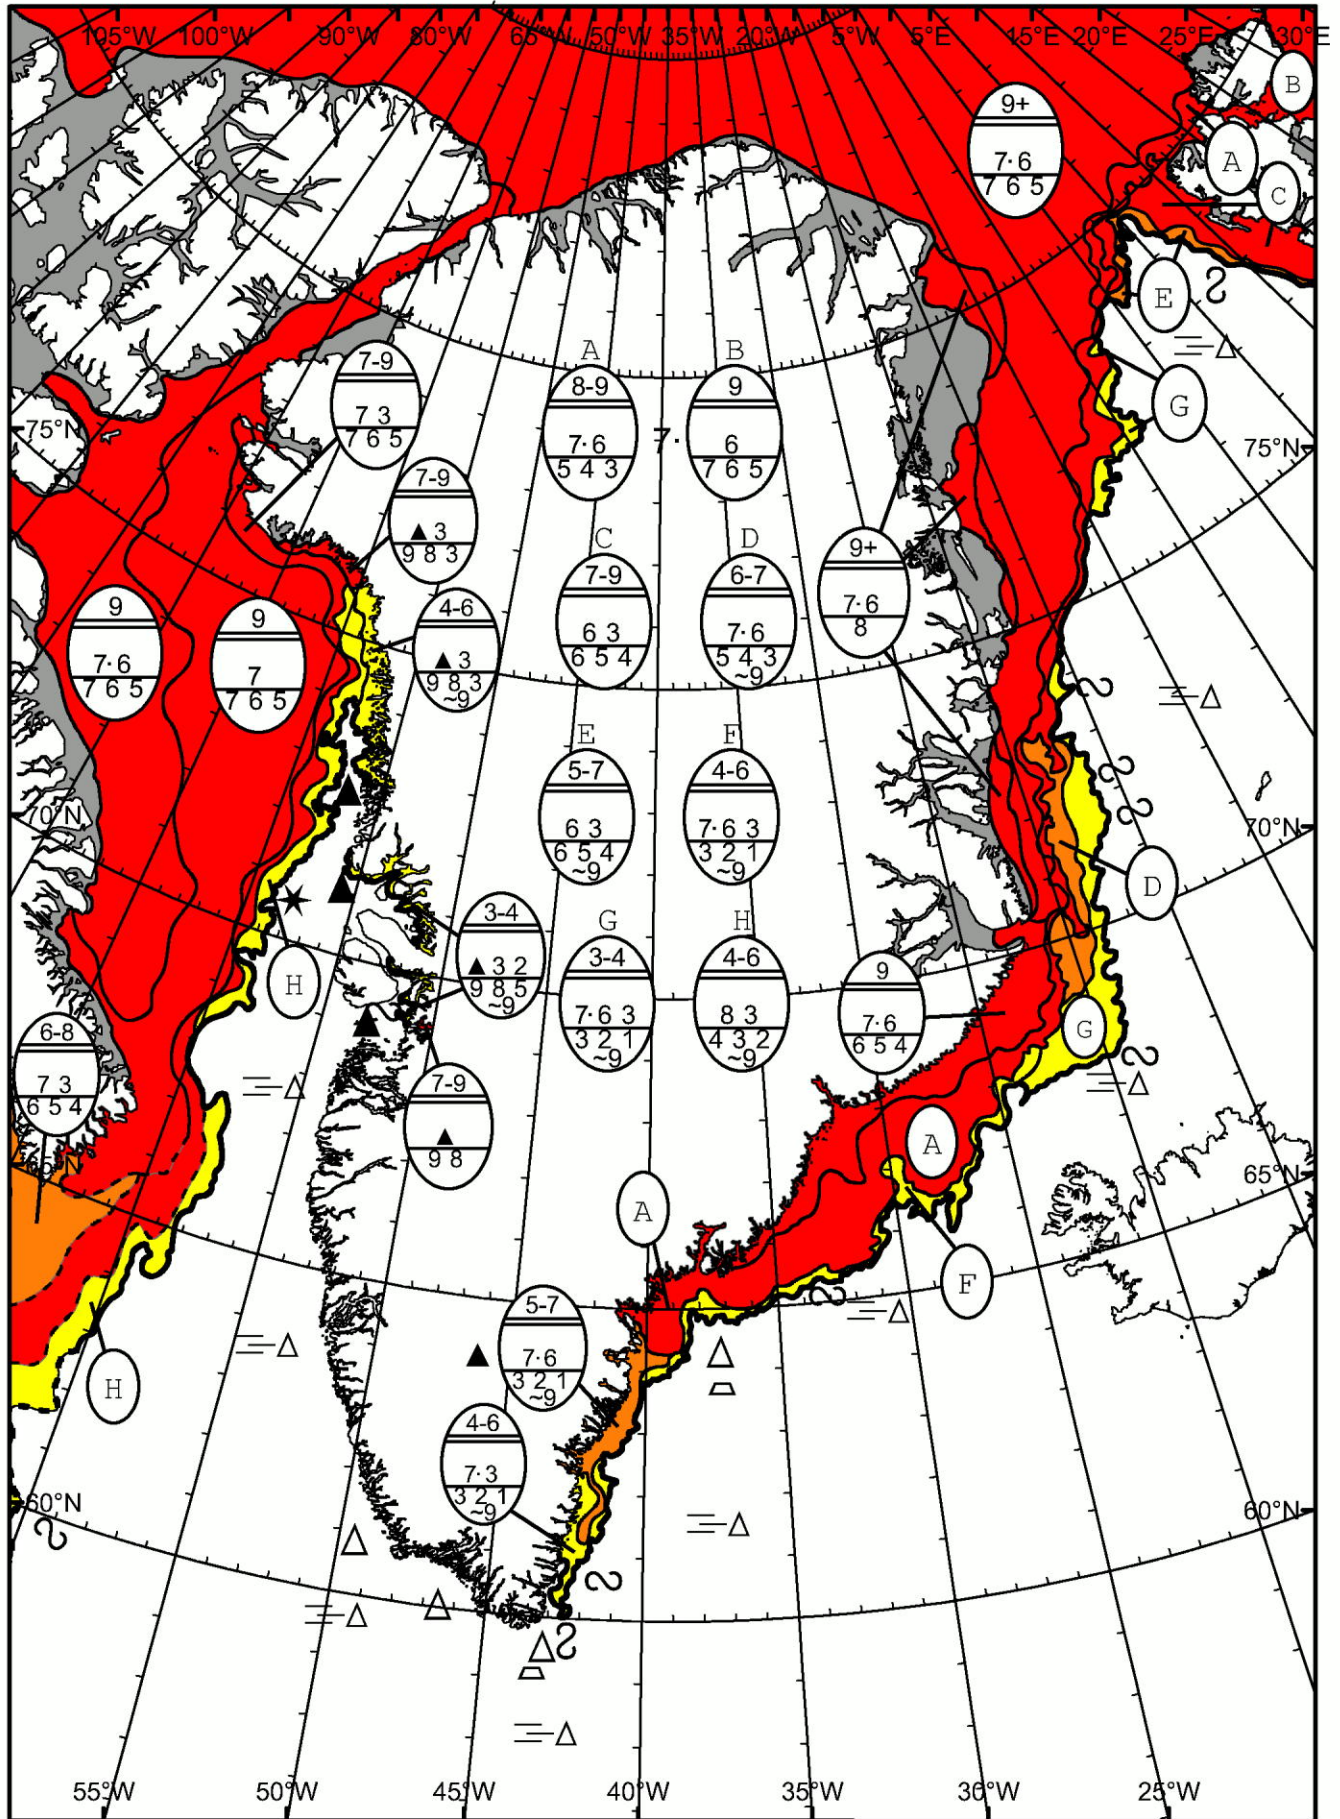 105°W 100°W 90°W 80°W 65°W 50°W 35°W 20°W 5°W 5°E 15°E 20°E 25°E 30°E
B
9+
7·6
7 6 5
A
C
E
S
G
75°N
75°N
7-9
7 3
7 6 5
A
8-9
7·6
5 4 3
7·
B
9
6
7 6 5
7-9
▲ 3
9 8 3
C
7-9
6 3
6 5 4
D
6-7
7·6
5 4 3
~9
9+
7·6
8
9
7·6
7 6 5
9
7
7 6 5
4-6
▲ 3
9 8 3
~9
S
E
5-7
6 3
6 5 4
~9
F
4-6
7·6 3
3 2 1
~9
S
S
70°N
70°N
D
3-4
▲ 3 2
9 8 5
~9
G
3-4
7·6 3
3 2 1
~9
H
4-6
8 3
4 3 2
~9
9
7·6
6 5 4
H
G
S
6-8
7 3
6 5 4
7-9
▲
9 8
A
65°N
65°N
A
F
S
5-7
7·6
3 2 1
~9
H
4-6
7·3
3 2 1
~9
60°N
60°N
S
S
S
55°W 50°W 45°W 40°W 35°W 30°W 25°W